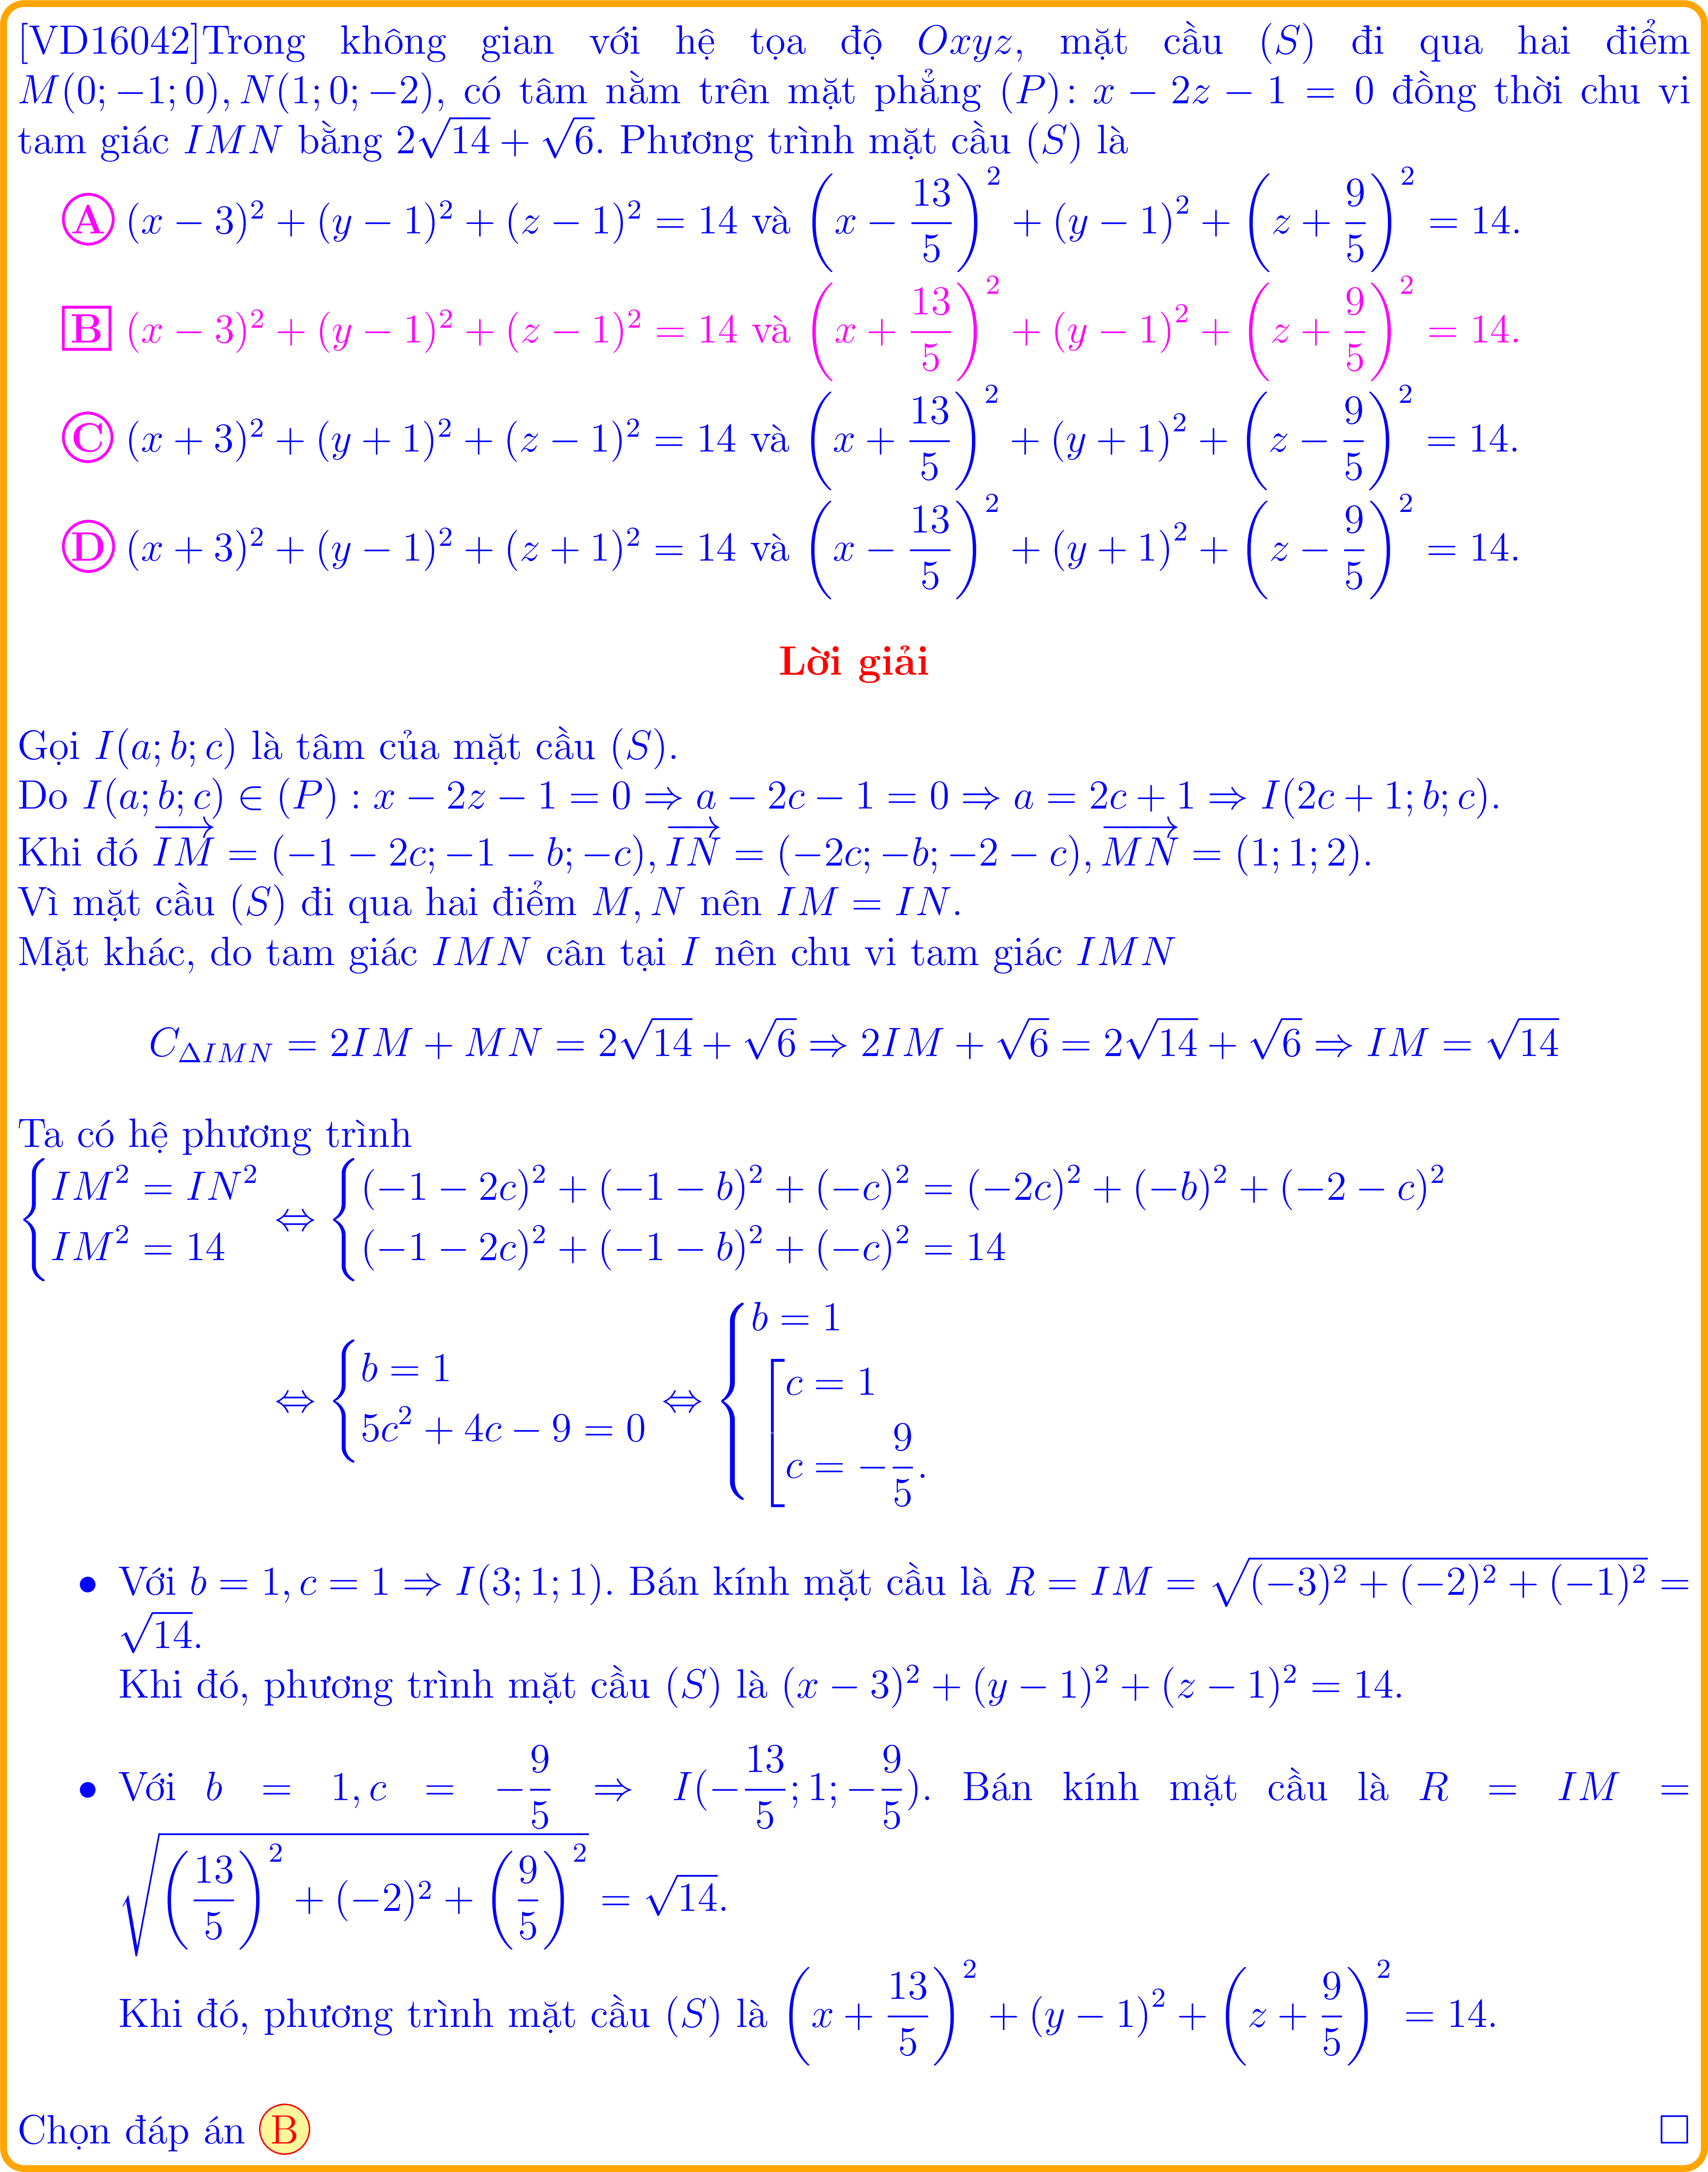 [VD16042]Trong không gian với hệ tọa độ $Oxyz$, mặt cầu $(S)$ đi qua hai điểm
$M(0;-1;0), N(1;0;-2)$, có tâm nằm trên mặt phẳng $(P)\colon x-2z-1=0$ đồng thời chu vi
tam giác $IMN$ bằng $2\sqrt{14}+\sqrt{6}$. Phương trình mặt cầu $(S)$ là
A $(x-3)^2+(y-1)^2+(z-1)^2=14$ và $\left(x-\dfrac{13}{5}\right)^2+(y-1)^2+\left(z+\dfrac{9}{5}\right)^2=14$.
B $(x-3)^2+(y-1)^2+(z-1)^2=14$ và $\left(x+\dfrac{13}{5}\right)^2+(y-1)^2+\left(z+\dfrac{9}{5}\right)^2=14$.
C $(x+3)^2+(y+1)^2+(z-1)^2=14$ và $\left(x+\dfrac{13}{5}\right)^2+(y+1)^2+\left(z-\dfrac{9}{5}\right)^2=14$.
D $(x+3)^2+(y-1)^2+(z+1)^2=14$ và $\left(x-\dfrac{13}{5}\right)^2+(y+1)^2+\left(z-\dfrac{9}{5}\right)^2=14$.
Lời giải
Gọi $I(a;b;c)$ là tâm của mặt cầu $(S)$.
Do $I(a;b;c)\in(P):x-2z-1=0\Rightarrow a-2c-1=0\Rightarrow a=2c+1\Rightarrow I(2c+1;b;c)$.
Khi đó $\overrightarrow{IM}=(-1-2c;-1-b;-c),\overrightarrow{IN}=(-2c;-b;-2-c),\overrightarrow{MN}=(1;1;2)$.
Vì mặt cầu $(S)$ đi qua hai điểm $M,N$ nên $IM=IN$.
Mặt khác, do tam giác $IMN$ cân tại $I$ nên chu vi tam giác $IMN$
$C_{\Delta IMN}=2IM+MN=2\sqrt{14}+\sqrt{6}\Rightarrow 2IM+\sqrt{6}=2\sqrt{14}+\sqrt{6}\Rightarrow IM=\sqrt{14}$
Ta có hệ phương trình
$\begin{cases}IM^2=IN^2\\IM^2=14\end{cases}\Leftrightarrow\begin{cases}(-1-2c)^2+(-1-b)^2+(-c)^2=(-2c)^2+(-b)^2+(-2-c)^2\\(-1-2c)^2+(-1-b)^2+(-c)^2=14\end{cases}$
$\Leftrightarrow\begin{cases}b=1\\5c^2+4c-9=0\end{cases}\Leftrightarrow\begin{cases}b=1\\\left[\begin{array}{l}c=1\\c=-\dfrac{9}{5}.\end{array}\right.\end{cases}$
• Với $b=1,c=1\Rightarrow I(3;1;1)$. Bán kính mặt cầu là $R=IM=\sqrt{(-3)^2+(-2)^2+(-1)^2}=$
$\sqrt{14}$.
Khi đó, phương trình mặt cầu $(S)$ là $(x-3)^2+(y-1)^2+(z-1)^2=14$.
• Với $b=1,c=-\dfrac{9}{5}\Rightarrow I(-\dfrac{13}{5};1;-\dfrac{9}{5})$. Bán kính mặt cầu là $R=IM=$
$\sqrt{\left(\dfrac{13}{5}\right)^2+(-2)^2+\left(\dfrac{9}{5}\right)^2}=\sqrt{14}$.
Khi đó, phương trình mặt cầu $(S)$ là $\left(x+\dfrac{13}{5}\right)^2+(y-1)^2+\left(z+\dfrac{9}{5}\right)^2=14$.
Chọn đáp án B □